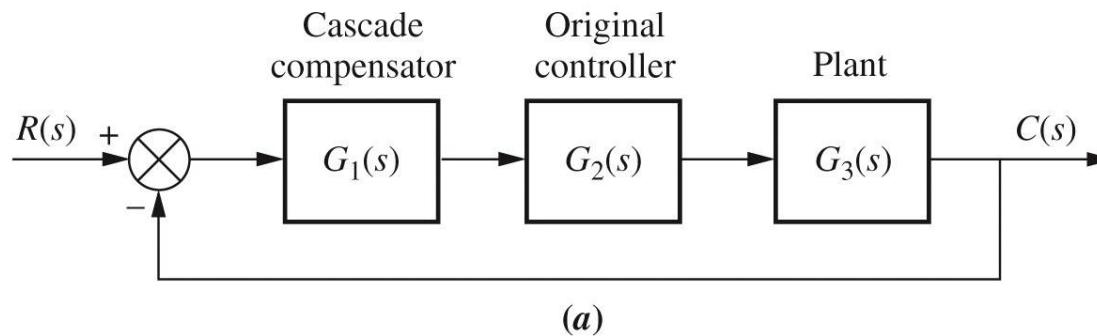 Cascade
compensator
Original
controller
Plant
R(s)
+
G₁(s)
G₂(s)
G₃(s)
C(s)
−
(a)